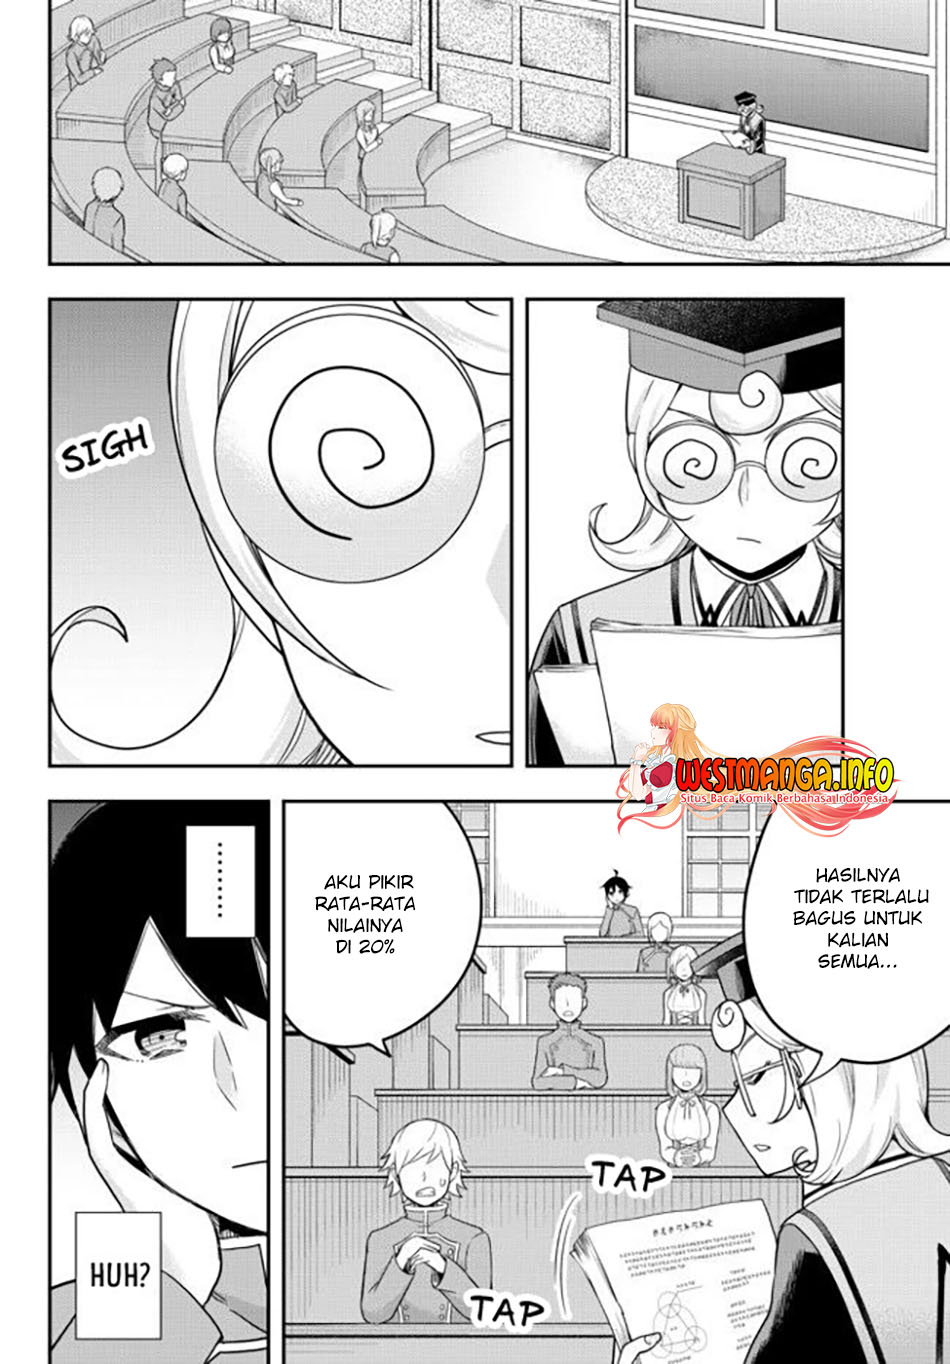 SIGH
WESTMANGA.INFO
Situs Baca Komik Berbahasa Indonesia
HASILNYA
TIDAK TERLALU
BAGUS UNTUK
KALIAN
SEMUA...
AKU PIKIR
RATA-RATA
NILAINYA
DI 20%
TAP
TAP
..........
HUH?